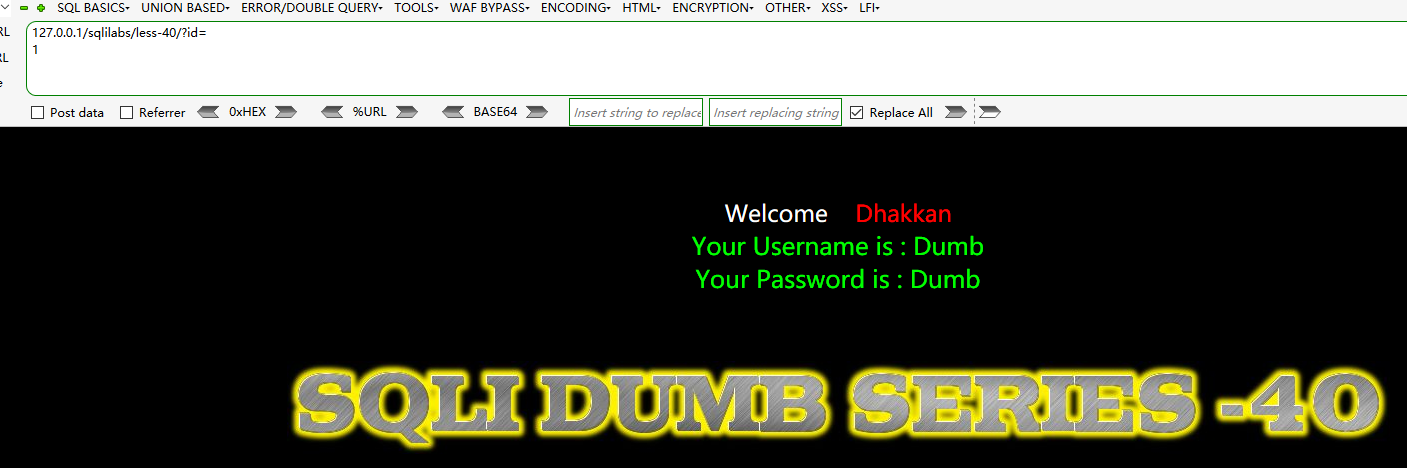 SQL BASICS▾ UNION BASED▾ ERROR/DOUBLE QUERY▾ TOOLS▾ WAF BYPASS▾ ENCODING▾ HTML▾ ENCRYPTION▾ OTHER▾ XSS▾ LFI▾
127.0.0.1/sqlilabs/less-40/?id=
RL
1
RL
e
Post data Referrer 0xHEX %URL BASE64 Insert string to replace Insert replacing string Replace All
Welcome Dhakkan
Your Username is : Dumb
Your Password is : Dumb
SQLI DUMB SERIES -40